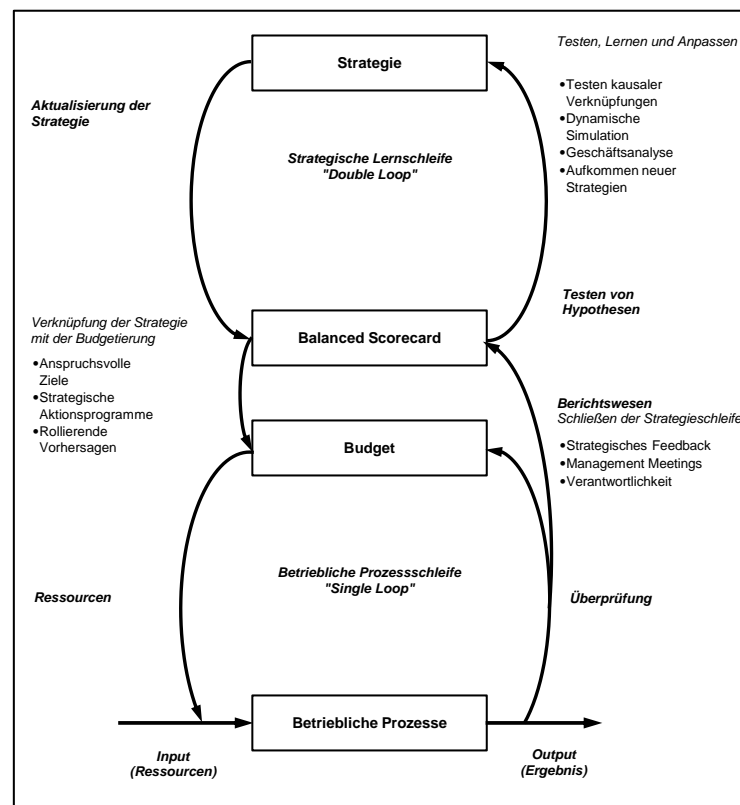 Strategie
Testen, Lernen und Anpassen
•Testen kausaler
Verknüpfungen
•Dynamische
Simulation
•Geschäftsanalyse
•Aufkommen neuer
Strategien
Aktualisierung der
Strategie
Strategische Lernschleife
"Double Loop"
Testen von
Hypothesen
Verknüpfung der Strategie
mit der Budgetierung
•Anspruchsvolle
Ziele
•Strategische
Aktionsprogramme
•Rollierende
Vorhersagen
Balanced Scorecard
Berichtswesen
Schließen der Strategieschleife
•Strategisches Feedback
•Management Meetings
•Verantwortlichkeit
Budget
Betriebliche Prozessschleife
"Single Loop"
Ressourcen
Überprüfung
Betriebliche Prozesse
Input
(Ressourcen)
Output
(Ergebnis)